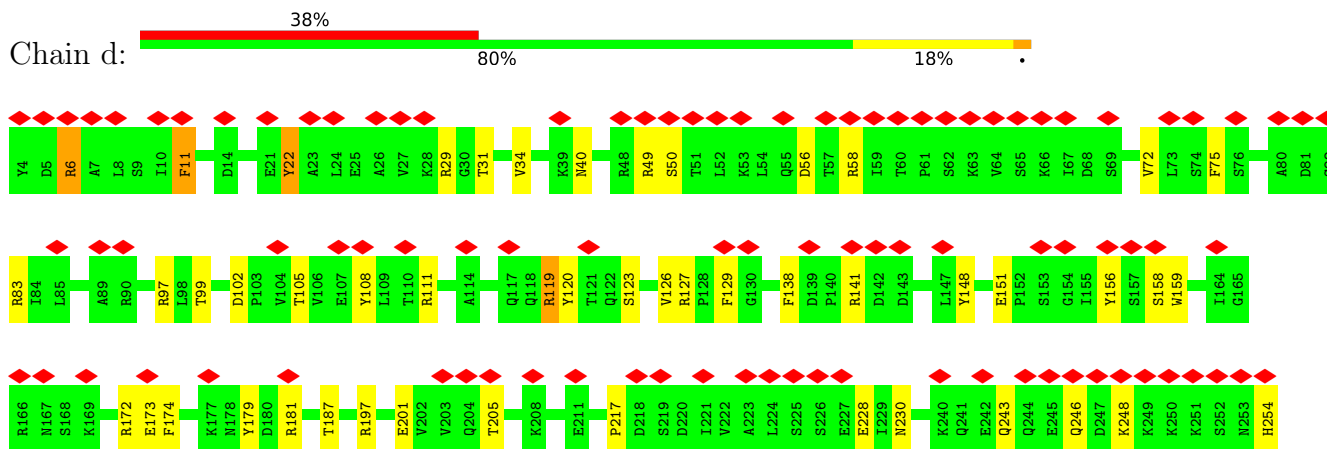 38%
Chain d:
80% 18% •
Y4 D5 R6 A7 L8 S9 I10 F11 D14 E21 Y22 A23 L24 E25 A26 V27 K28 R29 G30 T31 V34 K39 N40 R48 R49 S50 T51 L52 K53 L54 Q55 D56 T57 R58 I59 T60 P61 S62 K63 V64 S65 K66 I67 D68 S69 V72 L73 S74 F75 S76 A80 D81
R83 I84 L85 A89 R90 R97 L98 T99 D102 P103 V104 T105 V106 E107 Y108 L109 T110 R111 A114 Q117 Q118 R119 Y120 T121 Q122 S123 V126 R127 P128 F129 G130 F138 D139 P140 R141 D142 D143 L147 Y148 E151 P152 S153 G154 I155 Y156 S157 S158 W159 I164 G165
R166 N167 S168 K169 R172 E173 F174 K177 N178 Y179 D180 R181 T187 R197 E201 V202 V203 Q204 T205 K208 E211 P217 D218 S219 D220 I221 V222 A223 L224 S225 S226 E227 E228 I229 N230 K240 Q241 E242 Q243 Q244 E245 Q246 D247 K248 K249 K250 K251 S252 N253 H254